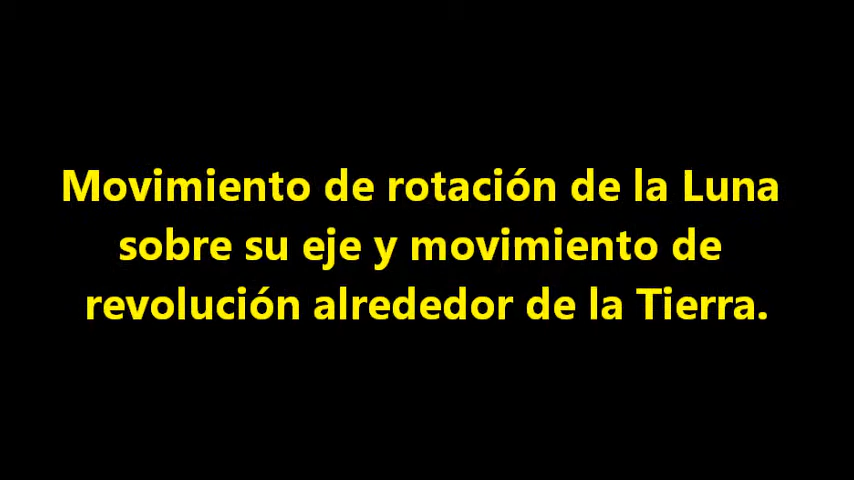 Movimiento de rotación de la Luna
sobre su eje y movimiento de
revolución alrededor de la Tierra.